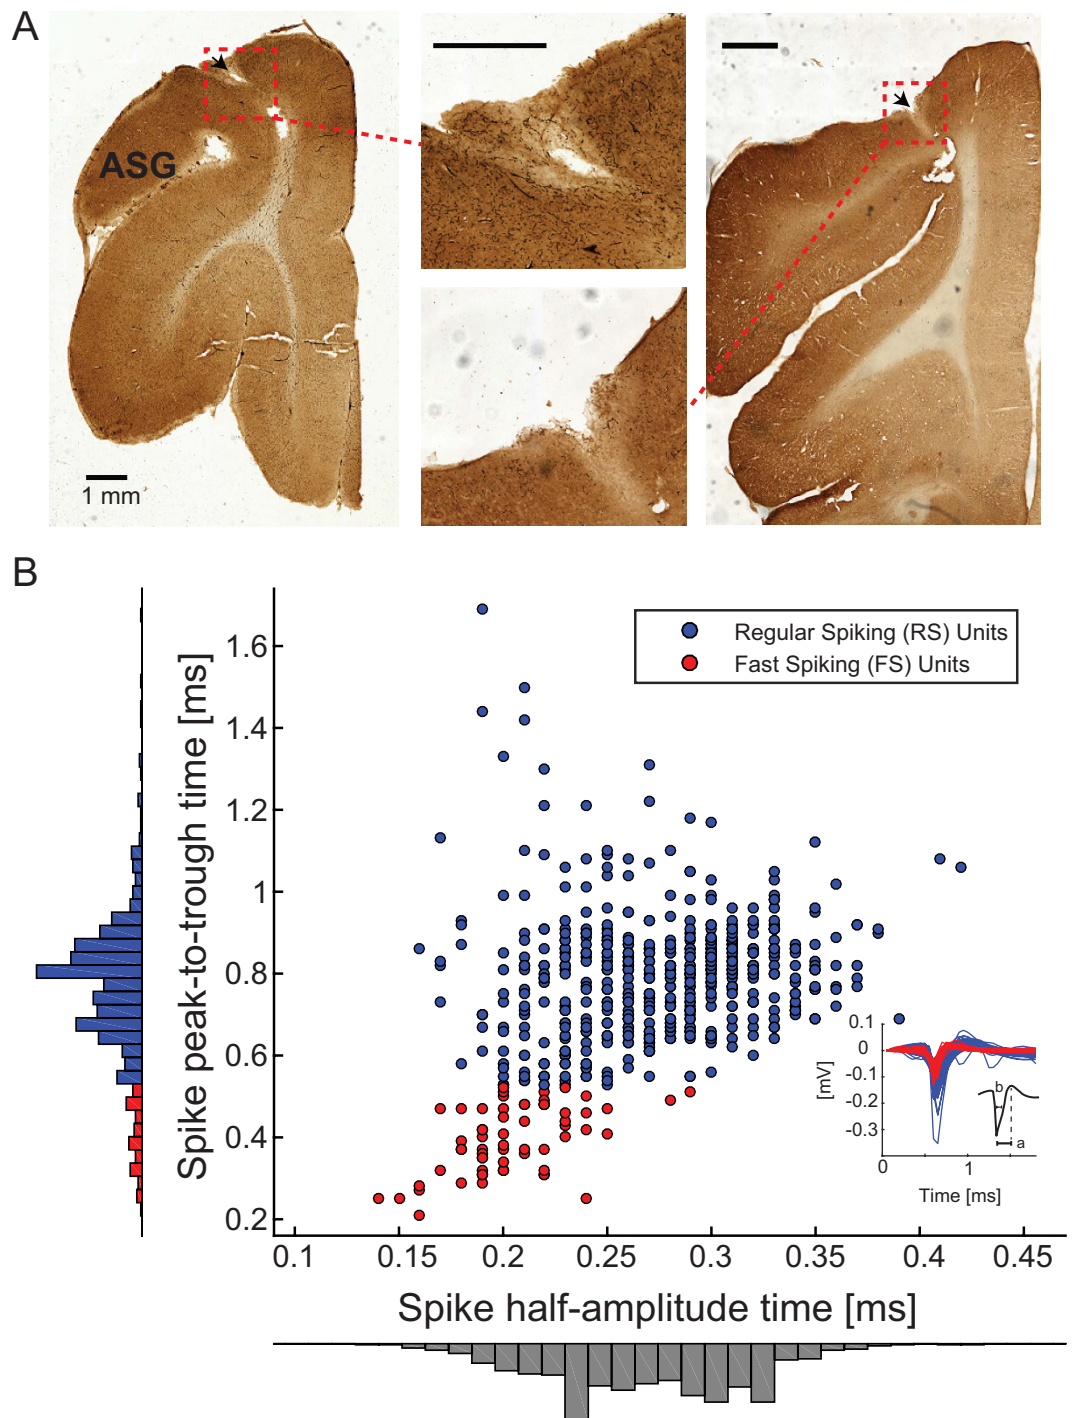 A
ASG
1 mm
B
Spike peak-to-trough time [ms]
1.6
1.4
1.2
1
0.8
0.6
0.4
0.2
Regular Spiking (RS) Units
Fast Spiking (FS) Units
[mV]
0.1
0
-0.1
-0.2
-0.3
b
a
0
1
Time [ms]
0.1
0.15
0.2
0.25
0.3
0.35
0.4
0.45
Spike half-amplitude time [ms]